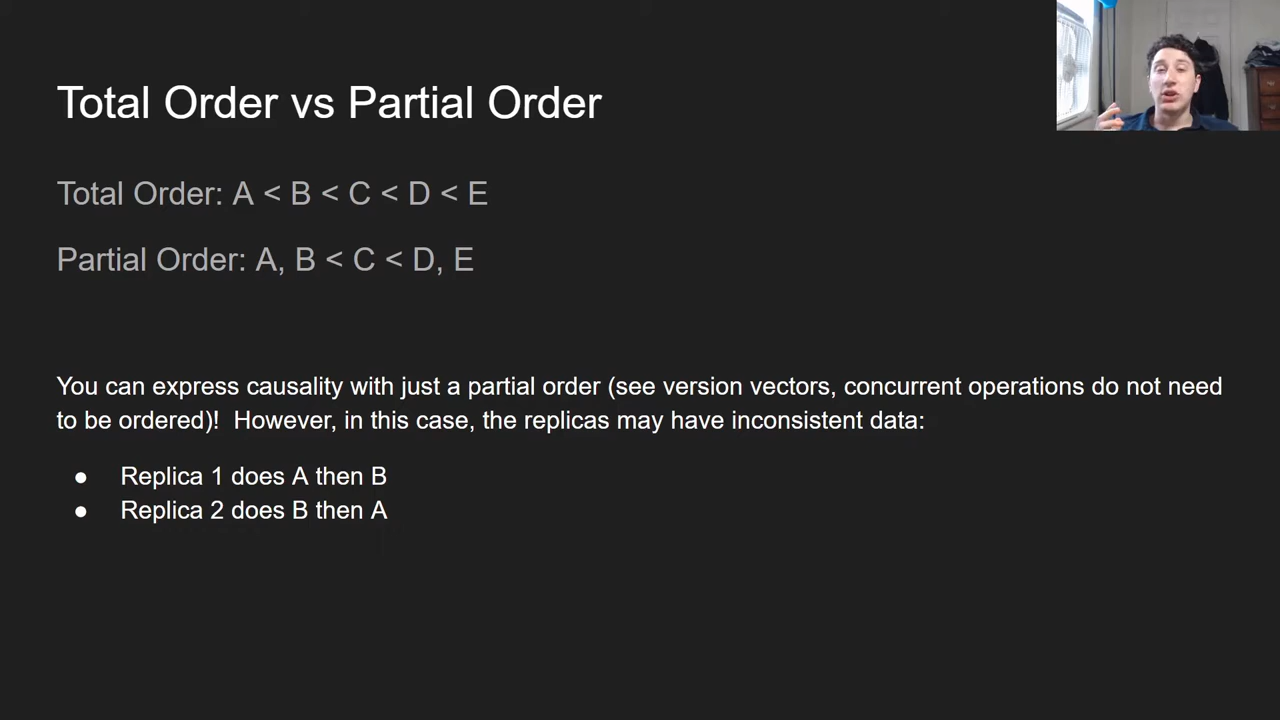 Total Order vs Partial Order
Total Order: A < B < C < D < E
Partial Order: A, B < C < D, E
You can express causality with just a partial order (see version vectors, concurrent operations do not need
to be ordered)!  However, in this case, the replicas may have inconsistent data:
● Replica 1 does A then B
● Replica 2 does B then A